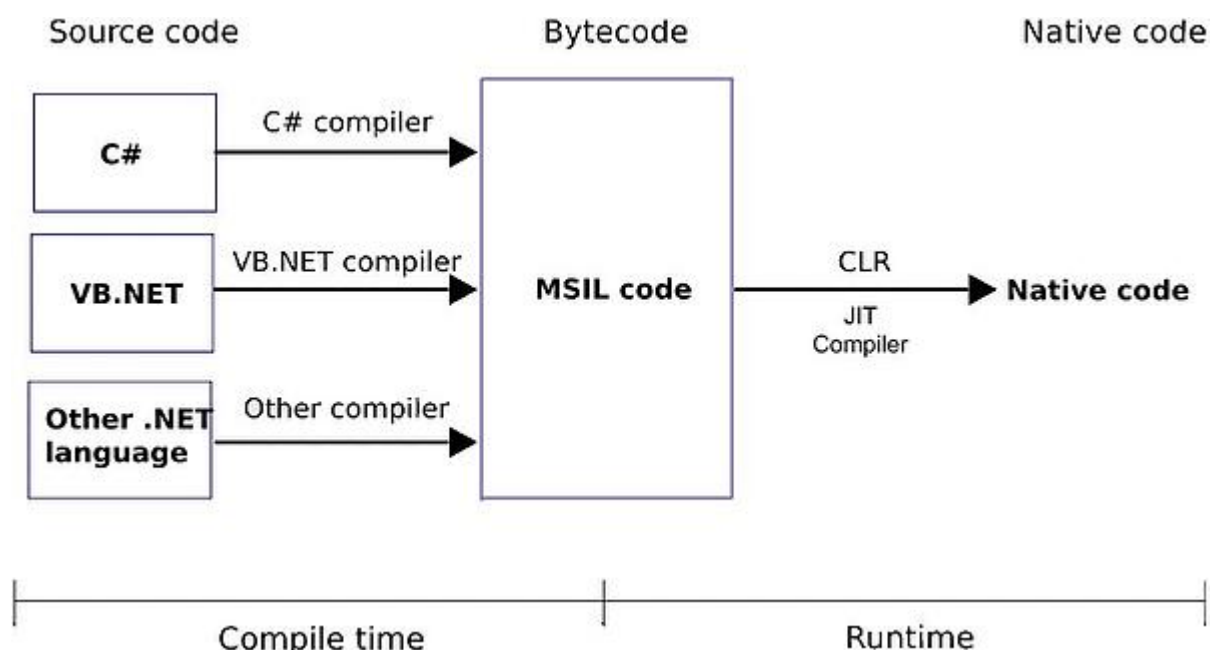 Source code
Bytecode
Native code
C#
C# compiler
VB.NET
VB.NET compiler
MSIL code
CLR
JIT
Compiler
Native code
Other .NET
language
Other compiler
Compile time
Runtime